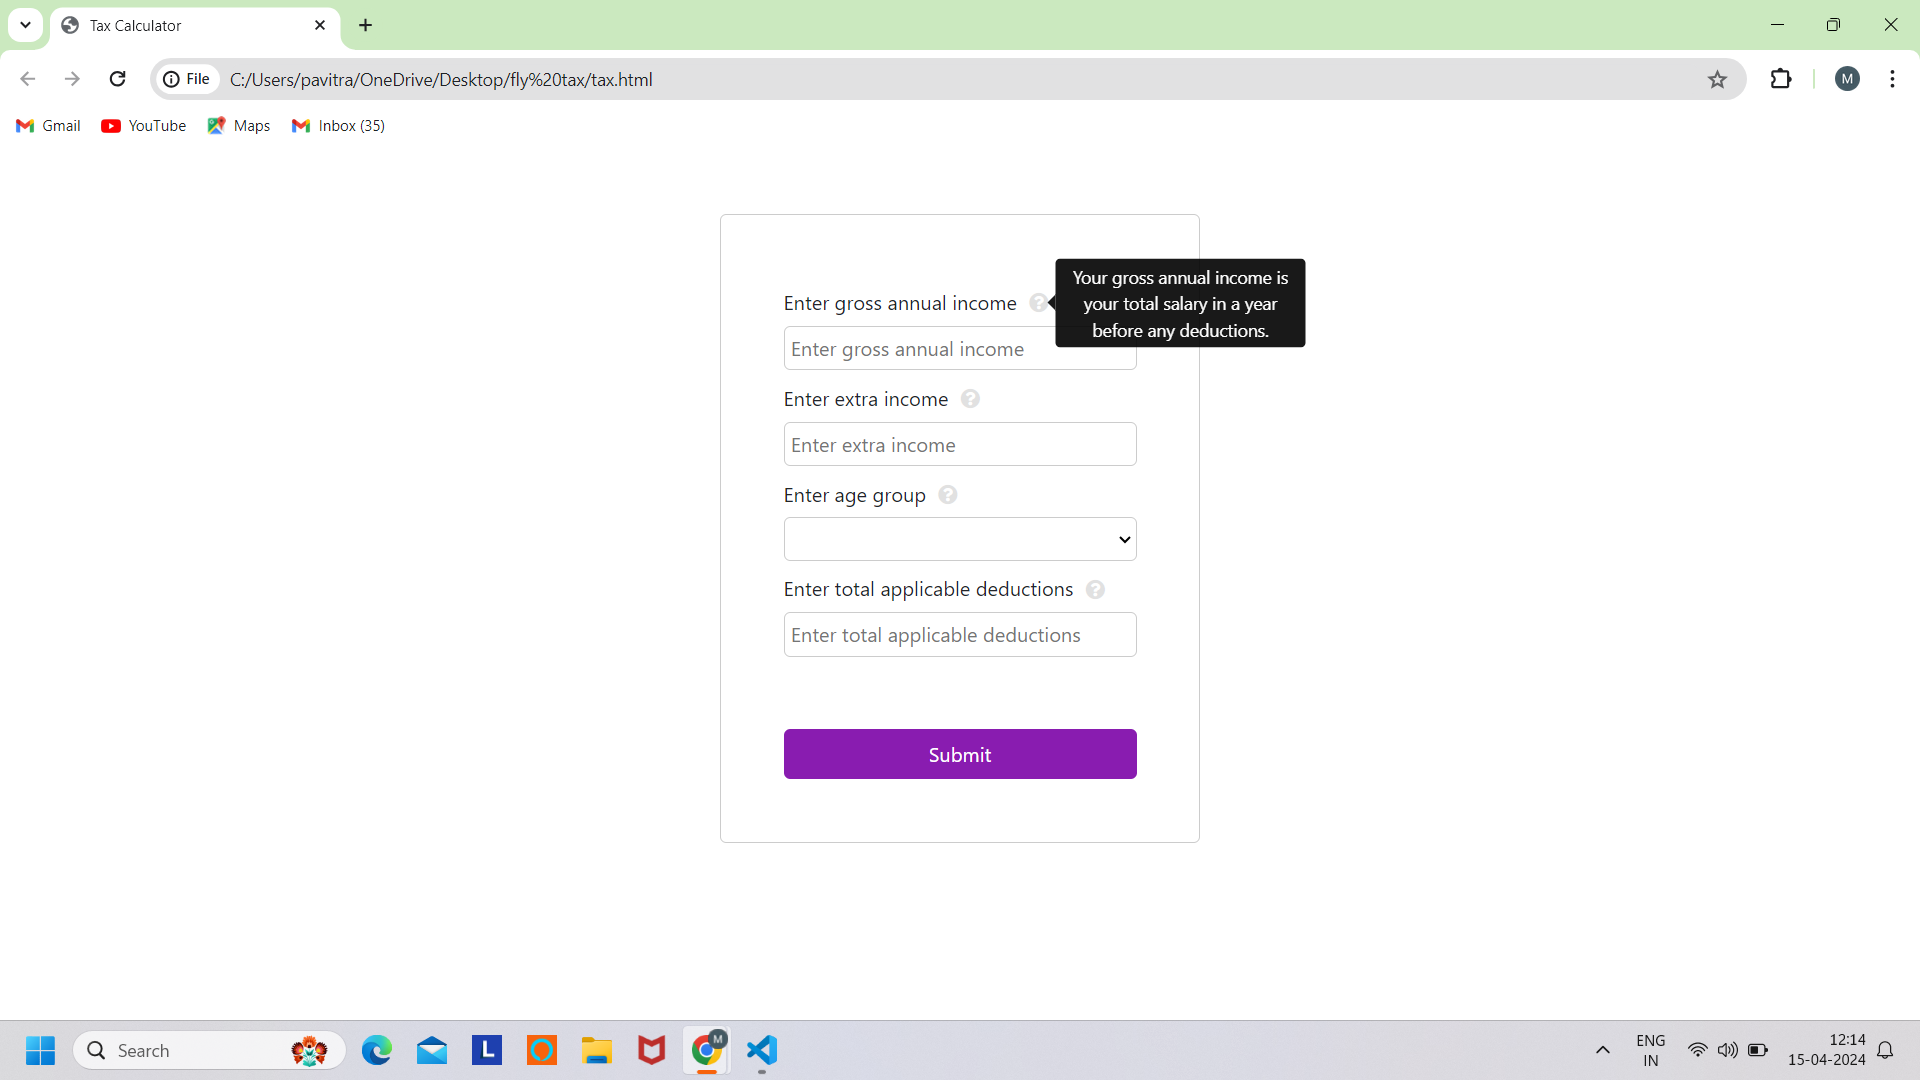 Tax Calculator
File
C:/Users/pavitra/OneDrive/Desktop/fly%20tax/tax.html
M
Gmail
YouTube
Maps
Inbox (35)
Enter gross annual income ?
Your gross annual income is
your total salary in a year
before any deductions.
Enter gross annual income
Enter extra income ?
Enter extra income
Enter age group ?
Enter total applicable deductions ?
Enter total applicable deductions
Submit
Search
L
M
ENG
IN
12:14
15-04-2024